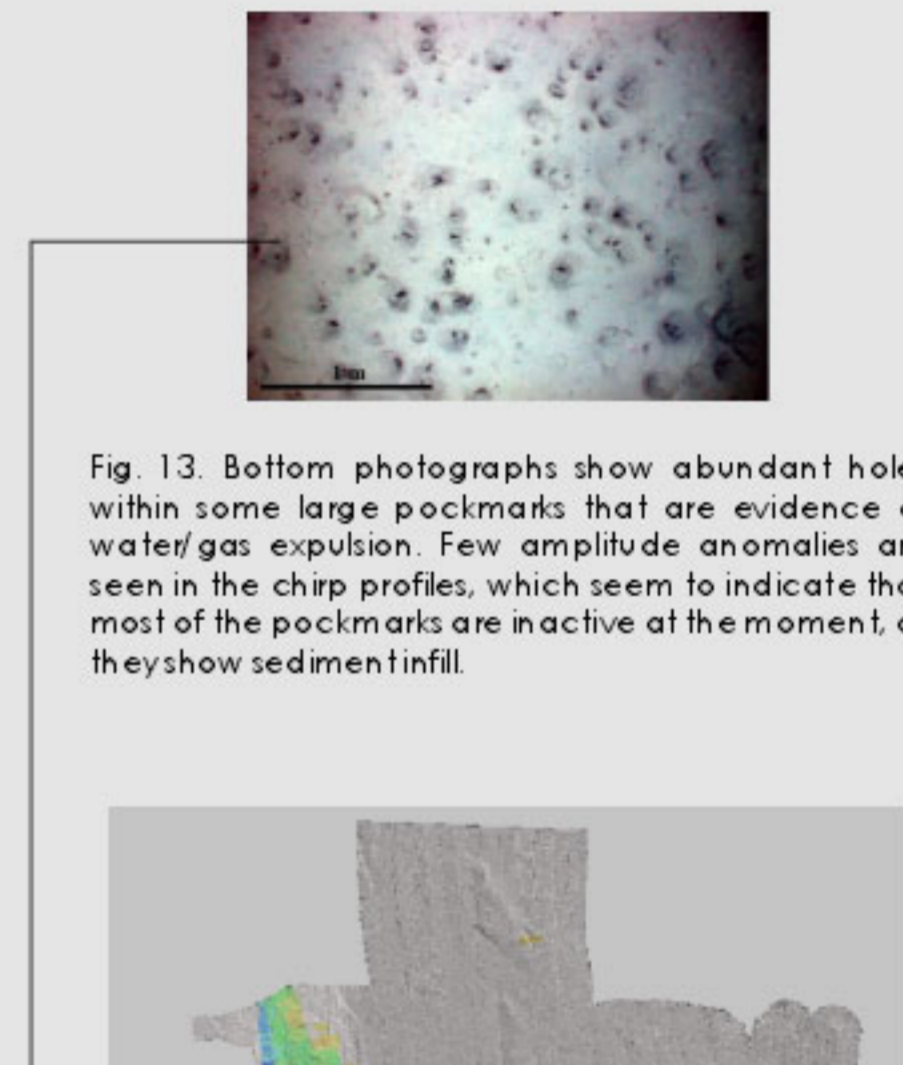 1m
Fig. 13. Bottom photographs show abundant hole
within some large pockmarks that are evidence
water/gas expulsion. Few amplitude anomalies ar
seen in the chirp profiles, which seem to indicate tha
most of the pockmarks are inactive at the moment,
they show sediment infill.